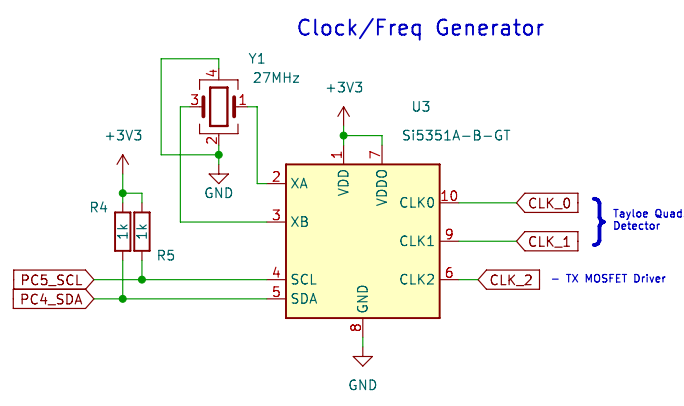 Clock/Freq Generator
Y1
27MHz
4
3
1
2
GND
+3V3
+3V3
U3
Si5351A-B-GT
1
7
VDD
VDDO
2
XA
3
XB
CLK0
10
CLK_0
CLK1
9
CLK_1
Tayloe Quad
Detector
R4
1k
1k
R5
PC5_SCL
4
SCL
CLK2
6
CLK_2
- TX MOSFET Driver
PC4_SDA
5
SDA
GND
8
GND